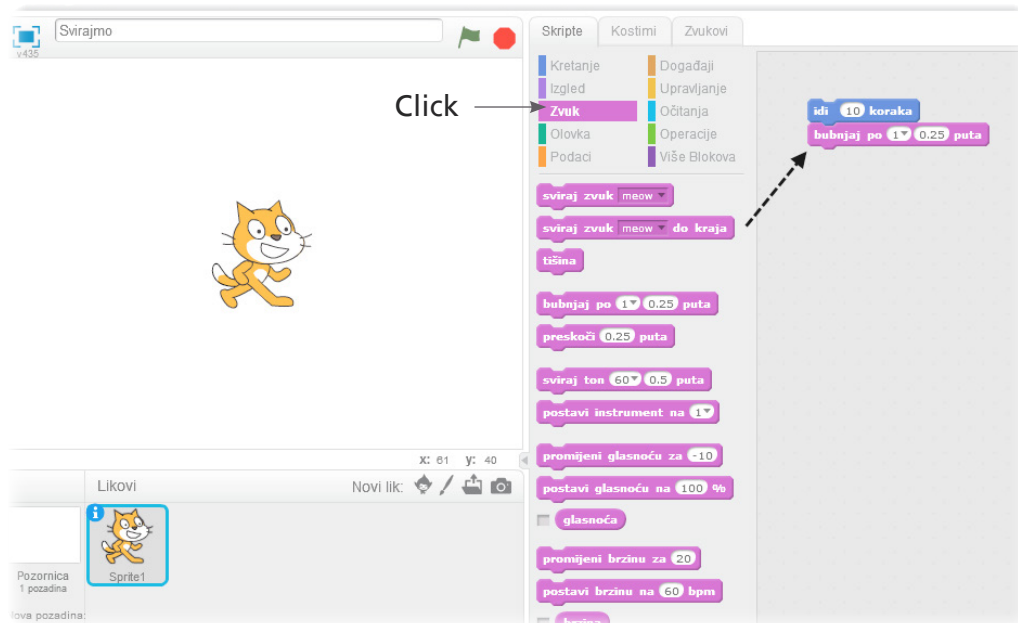 Svirajmo
v435
Click
x: 61 y: 40
Likovi
Novi lik:
Sprite1
Pozornica
1 pozadina
lova pozadina:
Skripte Kostimi Zvukovi
Kretanje Događaji
Izgled Upravljanje
Zvuk Očitanja
Olovka Operacije
Podaci Više Blokova
sviraj zvuk meow
sviraj zvuk meow do kraja
tišina
bubnjaj po 1 0.25 puta
preskoči 0.25 puta
sviraj ton 60 0.5 puta
postavi instrument na 1
promijeni glasnoću za -10
postavi glasnoću na 100 %
glasnoća
promijeni brzinu za 20
postavi brzinu na 60 bpm
brzina
idi 10 koraka
bubnjaj po 1 0.25 puta